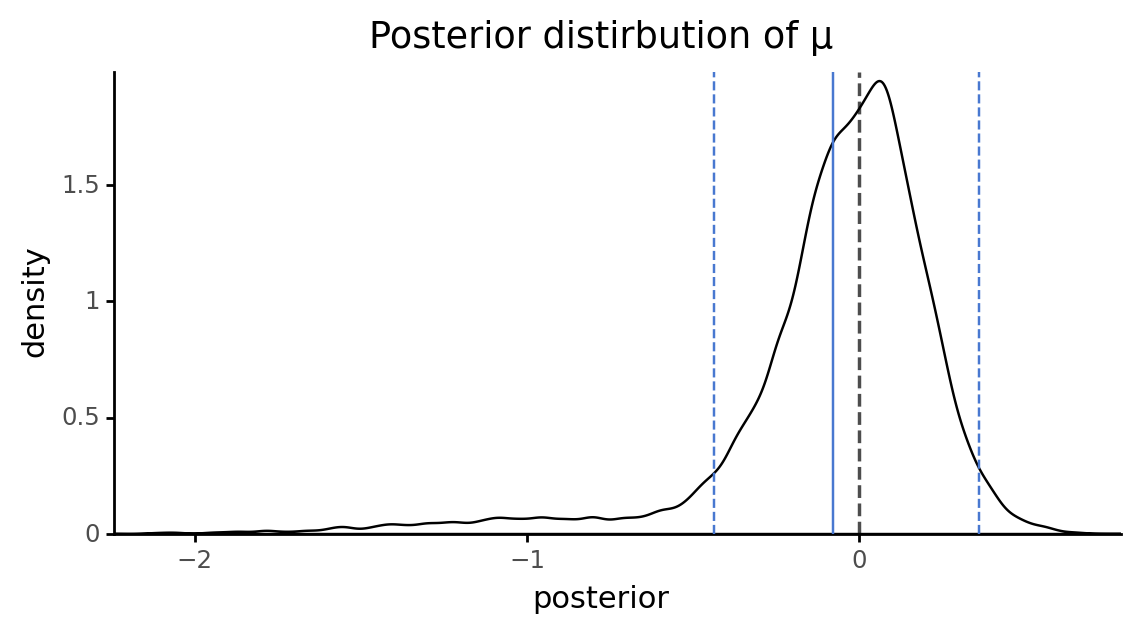 Posterior distirbution of μ
density
1.5
1
0.5
0
−2
−1
0
posterior